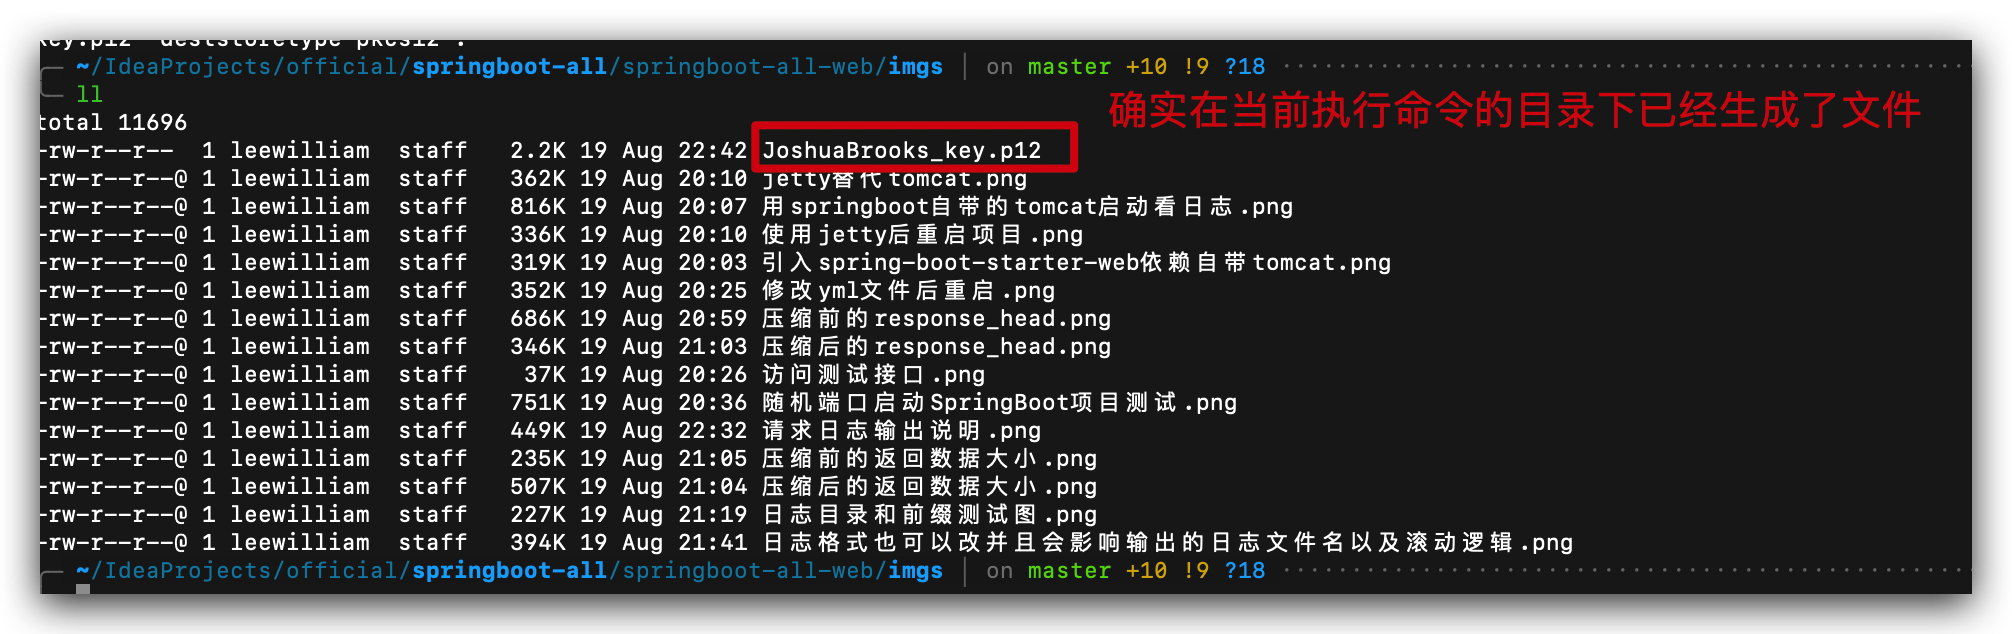 key.p12 -deststoretype pkcs12".
~/IdeaProjects/official/springboot-all/springboot-all-web/imgs | on master +10 !9 ?18
ll
确实在当前执行命令的目录下已经生成了文件
total 11696
-rw-r--r-- 1 leewilliam staff 2.2K 19 Aug 22:42 JoshuaBrooks_key.p12
-rw-r--r--@ 1 leewilliam staff 362K 19 Aug 20:10 jetty替代tomcat.png
-rw-r--r--@ 1 leewilliam staff 816K 19 Aug 20:07 用springboot自带的tomcat启动看日志.png
-rw-r--r--@ 1 leewilliam staff 336K 19 Aug 20:10 使用jetty后重启项目.png
-rw-r--r--@ 1 leewilliam staff 319K 19 Aug 20:03 引入spring-boot-starter-web依赖自带tomcat.png
-rw-r--r--@ 1 leewilliam staff 352K 19 Aug 20:25 修改yml文件后重启.png
-rw-r--r--@ 1 leewilliam staff 686K 19 Aug 20:59 压缩前的response_head.png
-rw-r--r--@ 1 leewilliam staff 346K 19 Aug 21:03 压缩后的response_head.png
-rw-r--r--@ 1 leewilliam staff 37K 19 Aug 20:26 访问测试接口.png
-rw-r--r--@ 1 leewilliam staff 751K 19 Aug 20:36 随机端口启动SpringBoot项目测试.png
-rw-r--r--@ 1 leewilliam staff 449K 19 Aug 22:32 请求日志输出说明.png
-rw-r--r--@ 1 leewilliam staff 235K 19 Aug 21:05 压缩前的返回数据大小.png
-rw-r--r--@ 1 leewilliam staff 507K 19 Aug 21:04 压缩后的返回数据大小.png
-rw-r--r--@ 1 leewilliam staff 227K 19 Aug 21:19 日志目录和前缀测试图.png
-rw-r--r--@ 1 leewilliam staff 394K 19 Aug 21:41 日志格式也可以改并且会影响输出的日志文件名以及滚动逻辑.png
~/IdeaProjects/official/springboot-all/springboot-all-web/imgs | on master +10 !9 ?18